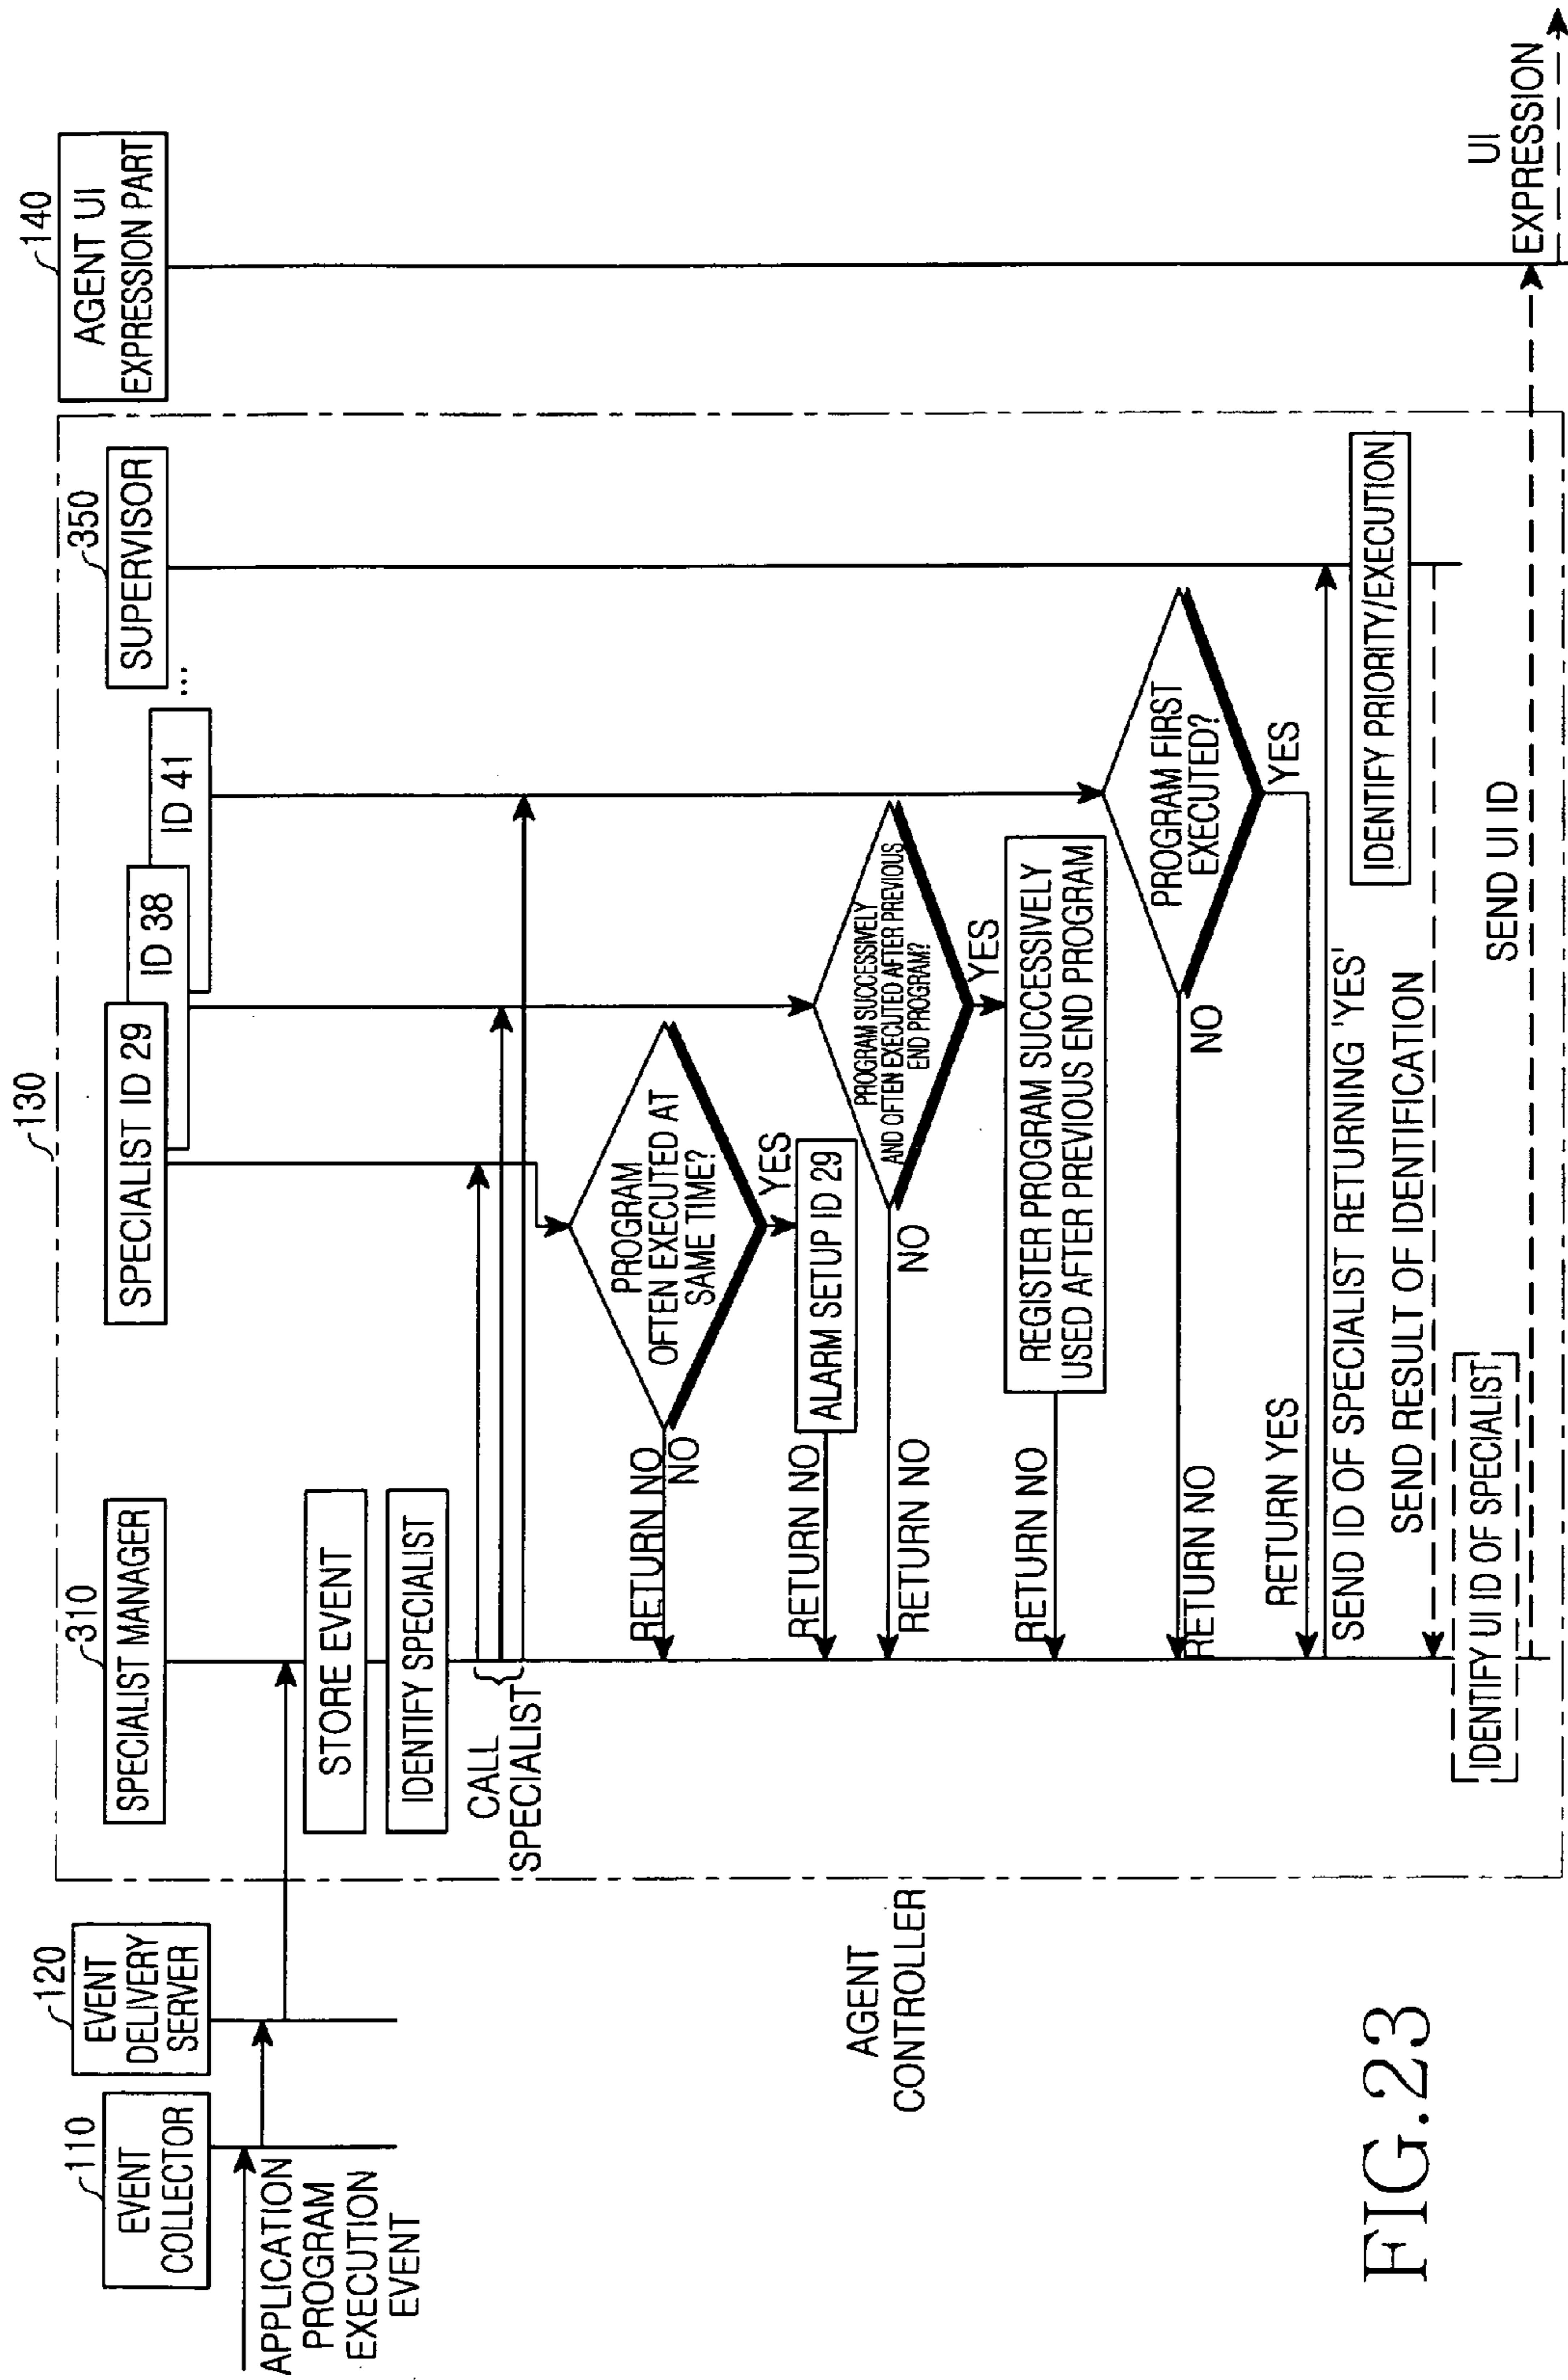 110
EVENT
COLLECTOR
120
EVENT
DELIVERY
SERVER
130
310
SPECIALIST MANAGER
SPECIALIST ID 29
ID 38
ID 41
...
350
SUPERVISOR
140
AGENT UI
EXPRESSION PART
APPLICATION
PROGRAM
EXECUTION
EVENT
STORE EVENT
IDENTIFY SPECIALIST
CALL
SPECIALIST
PROGRAM
OFTEN EXECUTED AT
SAME TIME?
RETURN NO
NO
YES
ALARM SETUP ID 29
RETURN NO
PROGRAM SUCCESSIVELY
AND OFTEN EXECUTED AFTER PREVIOUS
END PROGRAM?
RETURN NO
NO
YES
REGISTER PROGRAM SUCCESSIVELY
USED AFTER PREVIOUS END PROGRAM
RETURN NO
PROGRAM FIRST
EXECUTED?
RETURN NO
NO
YES
RETURN YES
SEND ID OF SPECIALIST RETURNING 'YES'
IDENTIFY PRIORITY/EXECUTION
SEND RESULT OF IDENTIFICATION
IDENTIFY UI ID OF SPECIALIST
SEND UI ID
UI
EXPRESSION
AGENT
CONTROLLER
FIG.23